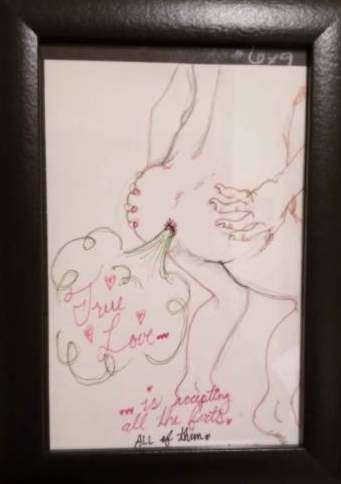 6x9
True
Love~
... is accepting
all the farts.
ALL of them.